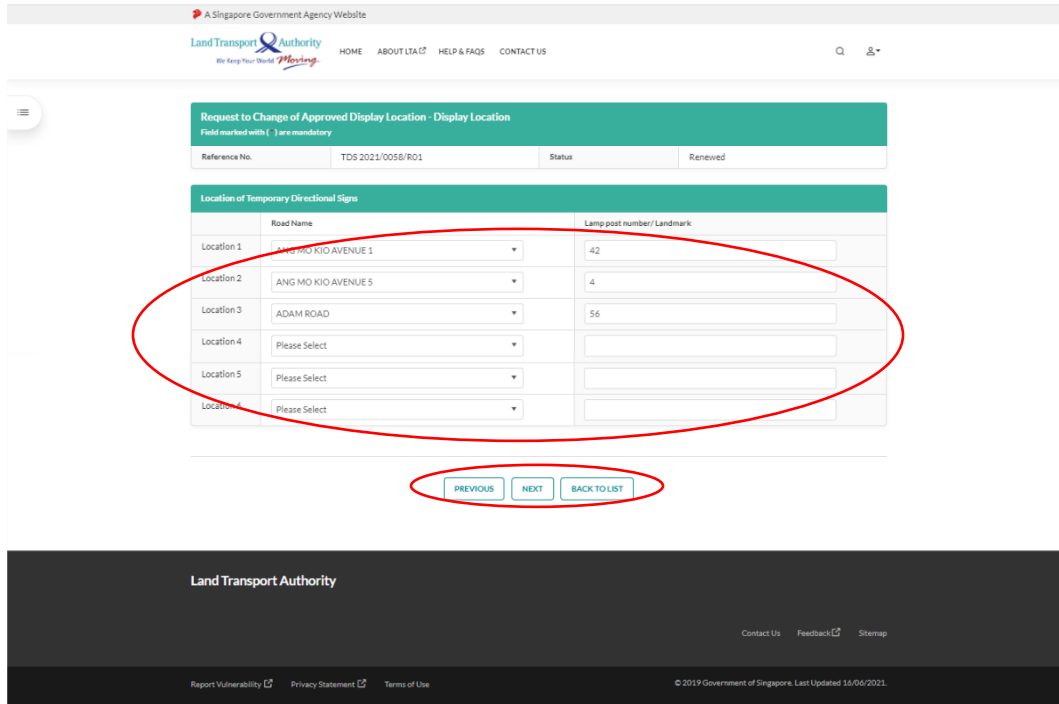 A Singapore Government Agency Website
Land Transport Authority
We Keep Your World Moving
HOME ABOUT LTA HELP & FAQS CONTACT US
Request to Change of Approved Display Location - Display Location
Field marked with (*) are mandatory
Reference No. TDS 2021/0058/R01 Status Renewed
Location of Temporary Directional Signs
Road Name Lamp post number/ Landmark
Location 1 ANG MO KIO AVENUE 1 42
Location 2 ANG MO KIO AVENUE 5 4
Location 3 ADAM ROAD 56
Location 4 Please Select
Location 5 Please Select
Location 6 Please Select
PREVIOUS NEXT BACK TO LIST
Land Transport Authority
Contact Us Feedback Sitemap
Report Vulnerability Privacy Statement Terms of Use © 2019 Government of Singapore. Last Updated 16/06/2021.